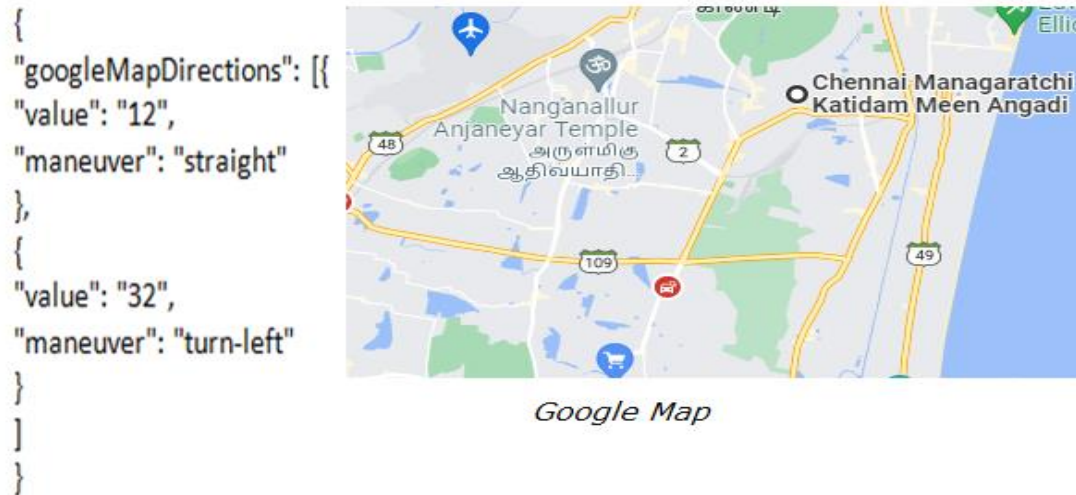 {
"googleMapDirections": [{
"value": "12",
"maneuver": "straight"
},
{
"value": "32",
"maneuver": "turn-left"
}
]
}
Chennai Managaratchi
Katidam Meen Angadi
Nanganallur
Anjaneyar Temple
அருள்மிகு
ஆதிவ்யாதி...
48
2
109
49
Google Map